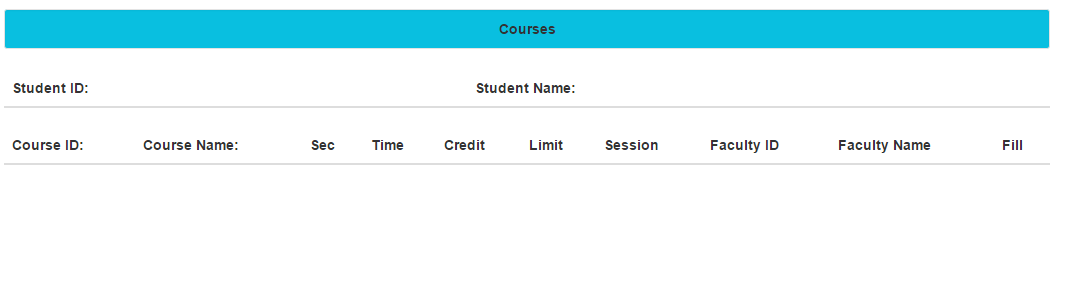 Courses
Student ID: Student Name:
Course ID: Course Name: Sec Time Credit Limit Session Faculty ID Faculty Name Fill